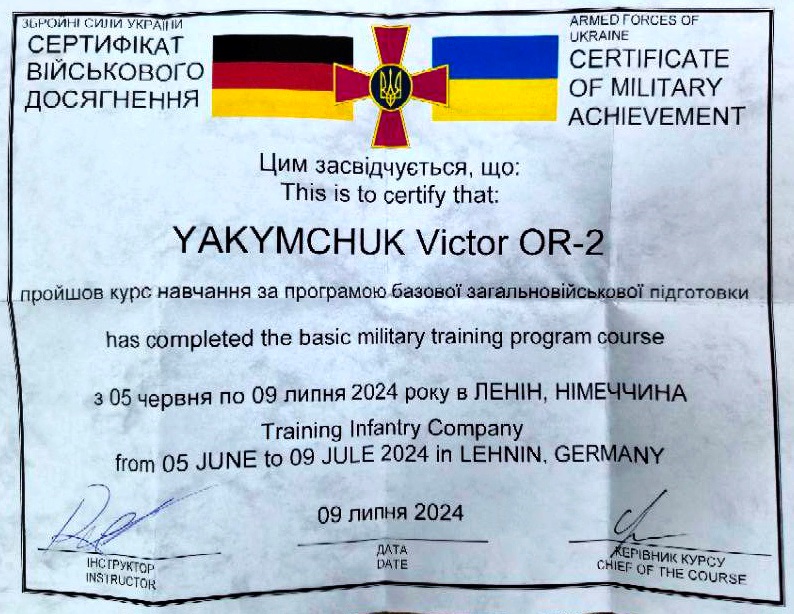 ЗБРОЙНІ СИЛИ УКРАЇНИ
СЕРТИФІКАТ
ВІЙСЬКОВОГО
ДОСЯГНЕННЯ
ARMED FORCES OF
UKRAINE
CERTIFICATE
OF MILITARY
ACHIEVEMENT
Цим засвідчується, що:
This is to certify that:
YAKYMCHUK Victor OR-2
пройшов курс навчання за програмою базової загальновійськової підготовки
has completed the basic military training program course
з 05 червня по 09 липня 2024 року в ЛЕНІН, НІМЕЧЧИНА
Training Infantry Company
from 05 JUNE to 09 JULE 2024 in LEHNIN, GERMANY
09 липня 2024
ІНСТРУКТОР
INSTRUCTOR
ДАТА
DATE
КЕРІВНИК КУРСУ
CHIEF OF THE COURSE